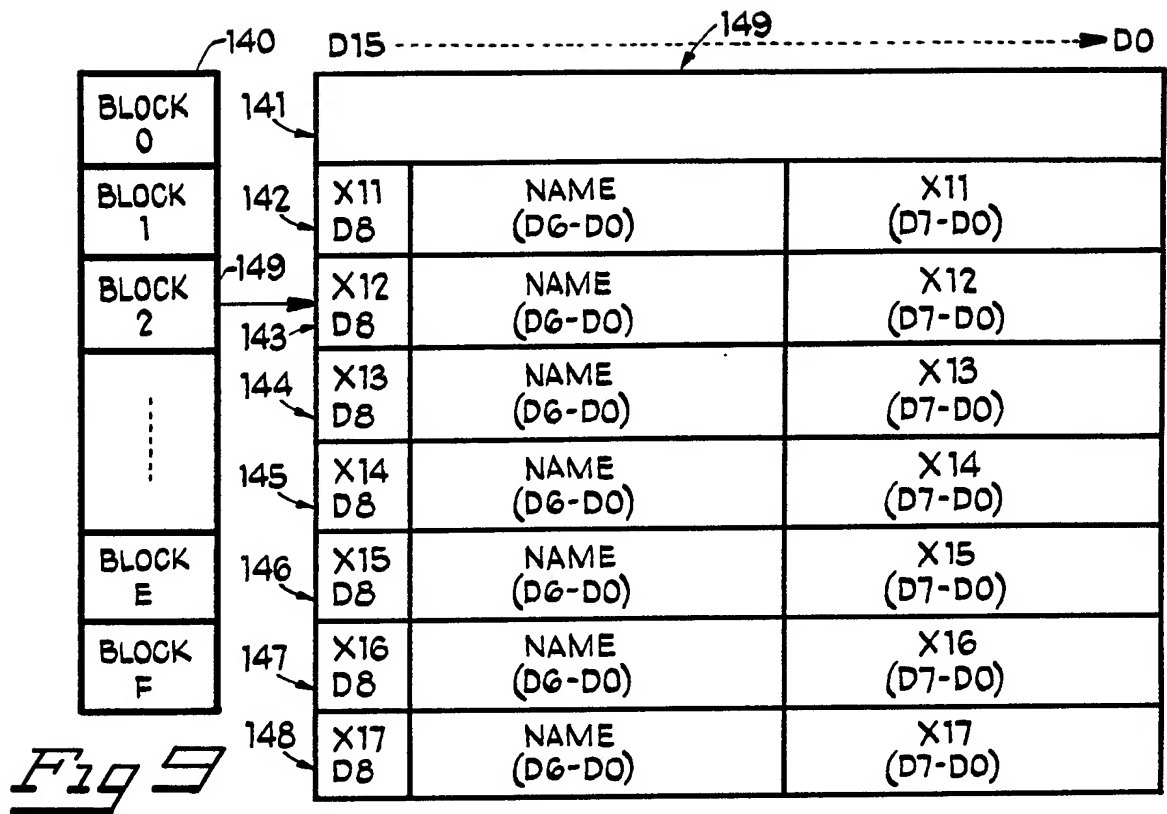 140
D15
149
D0
BLOCK
0
141
BLOCK
1
142
X11
D8
NAME
(D6-D0)
X11
(D7-D0)
BLOCK
2
149
143
X12
D8
NAME
(D6-D0)
X12
(D7-D0)
144
X13
D8
NAME
(D6-D0)
X13
(D7-D0)
145
X14
D8
NAME
(D6-D0)
X14
(D7-D0)
BLOCK
E
146
X15
D8
NAME
(D6-D0)
X15
(D7-D0)
BLOCK
F
147
X16
D8
NAME
(D6-D0)
X16
(D7-D0)
148
X17
D8
NAME
(D6-D0)
X17
(D7-D0)
Fig 9